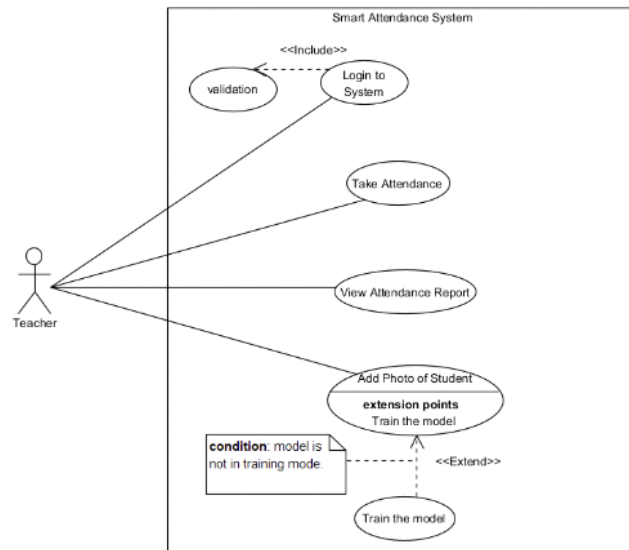 Smart Attendance System
<<Include>>
validation
Login to
System
Take Attendance
View Attendance Report
Teacher
Add Photo of Student
extension points
Train the model
condition: model is
not in training mode.
<<Extend>>
Train the model